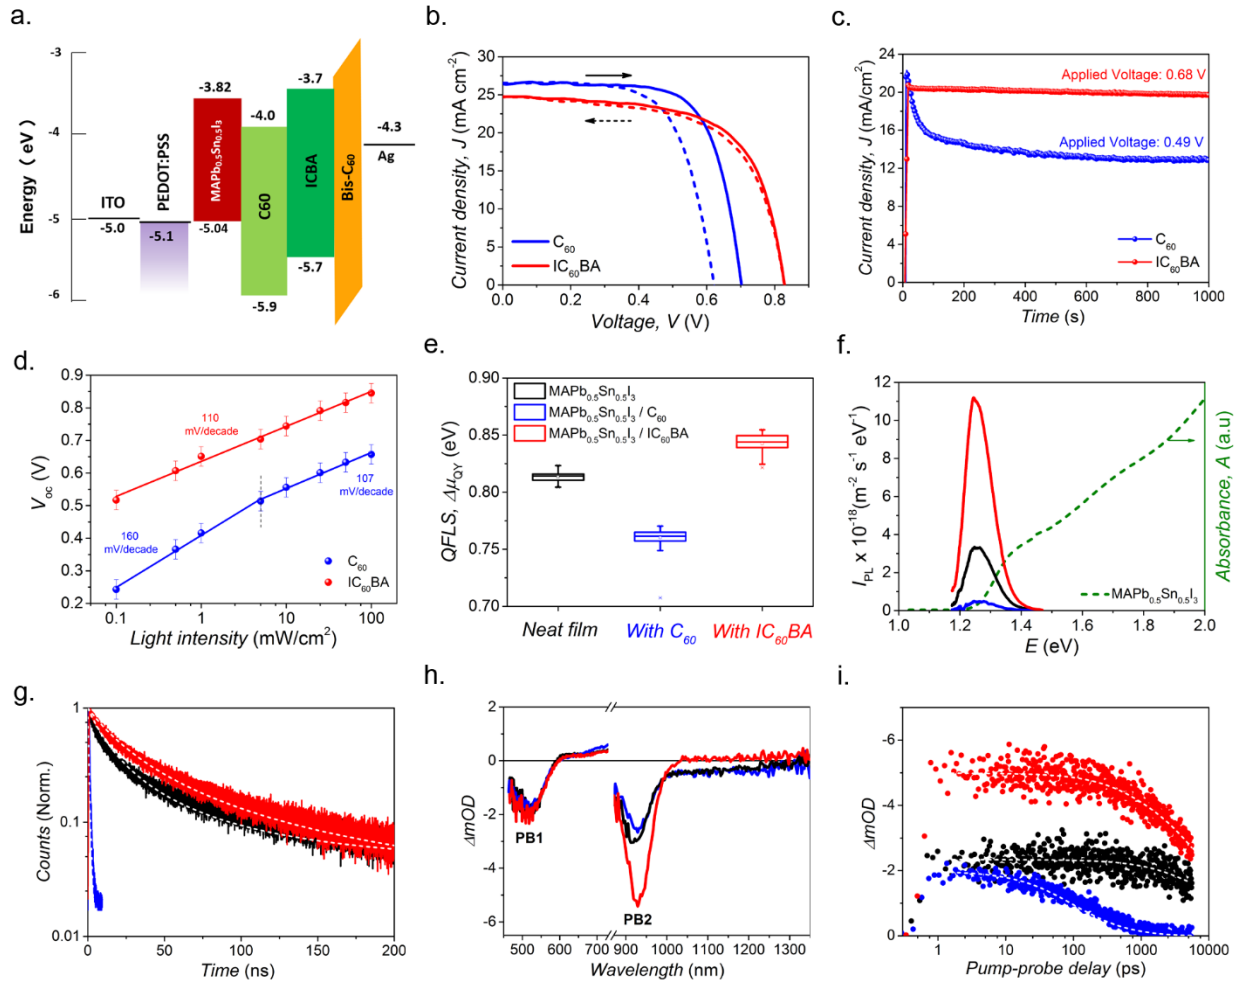 a.
-3
-4
-5
-6
Energy ( eV)
ITO
-5.0
PEDOT:PSS
-5.1
-3.82
MAPb0.5Sn0.5I3
-5.04
-4.0
C60
-5.9
-3.7
ICBA
-5.7
Bis-C60
-4.3
Ag
b.
30
25
20
15
10
5
0
Current density, J (mA cm-2)
C60
IC60BA
0.0 0.2 0.4 0.6 0.8
Voltage, V (V)
c.
24
20
16
12
8
4
0
Current density, J (mA/cm2)
Applied Voltage: 0.68 V
Applied Voltage: 0.49 V
C60
IC60BA
0 200 400 600 800 1000
Time (s)
d.
0.9
0.8
0.7
0.6
0.5
0.4
0.3
0.2
Voc (V)
110
mV/decade
160
mV/decade
107
mV/decade
C60
IC60BA
0.1 1 10 100
Light intensity (mW/cm2)
e.
0.90
0.85
0.80
0.75
0.70
QFLS, ΔμQY (eV)
MAPb0.5Sn0.5I3
MAPb0.5Sn0.5I3 / C60
MAPb0.5Sn0.5I3 / IC60BA
Neat film With C60 With IC60BA
f.
12
10
8
6
4
2
0
IPL x 10-18(m-2 s-1 eV-1)
Absorbance, A (a.u)
MAPb0.5Sn0.5I3
1.0 1.2 1.4 1.6 1.8 2.0
E (eV)
g.
1
0.1
0.01
Counts (Norm.)
0 50 100 150 200
Time (ns)
h.
2
0
-2
-4
-6
ΔmOD
PB1
PB2
500 600 700 900 1000 1100 1200 1300
Wavelength (nm)
i.
-6
-4
-2
0
ΔmOD
1 10 100 1000 10000
Pump-probe delay (ps)